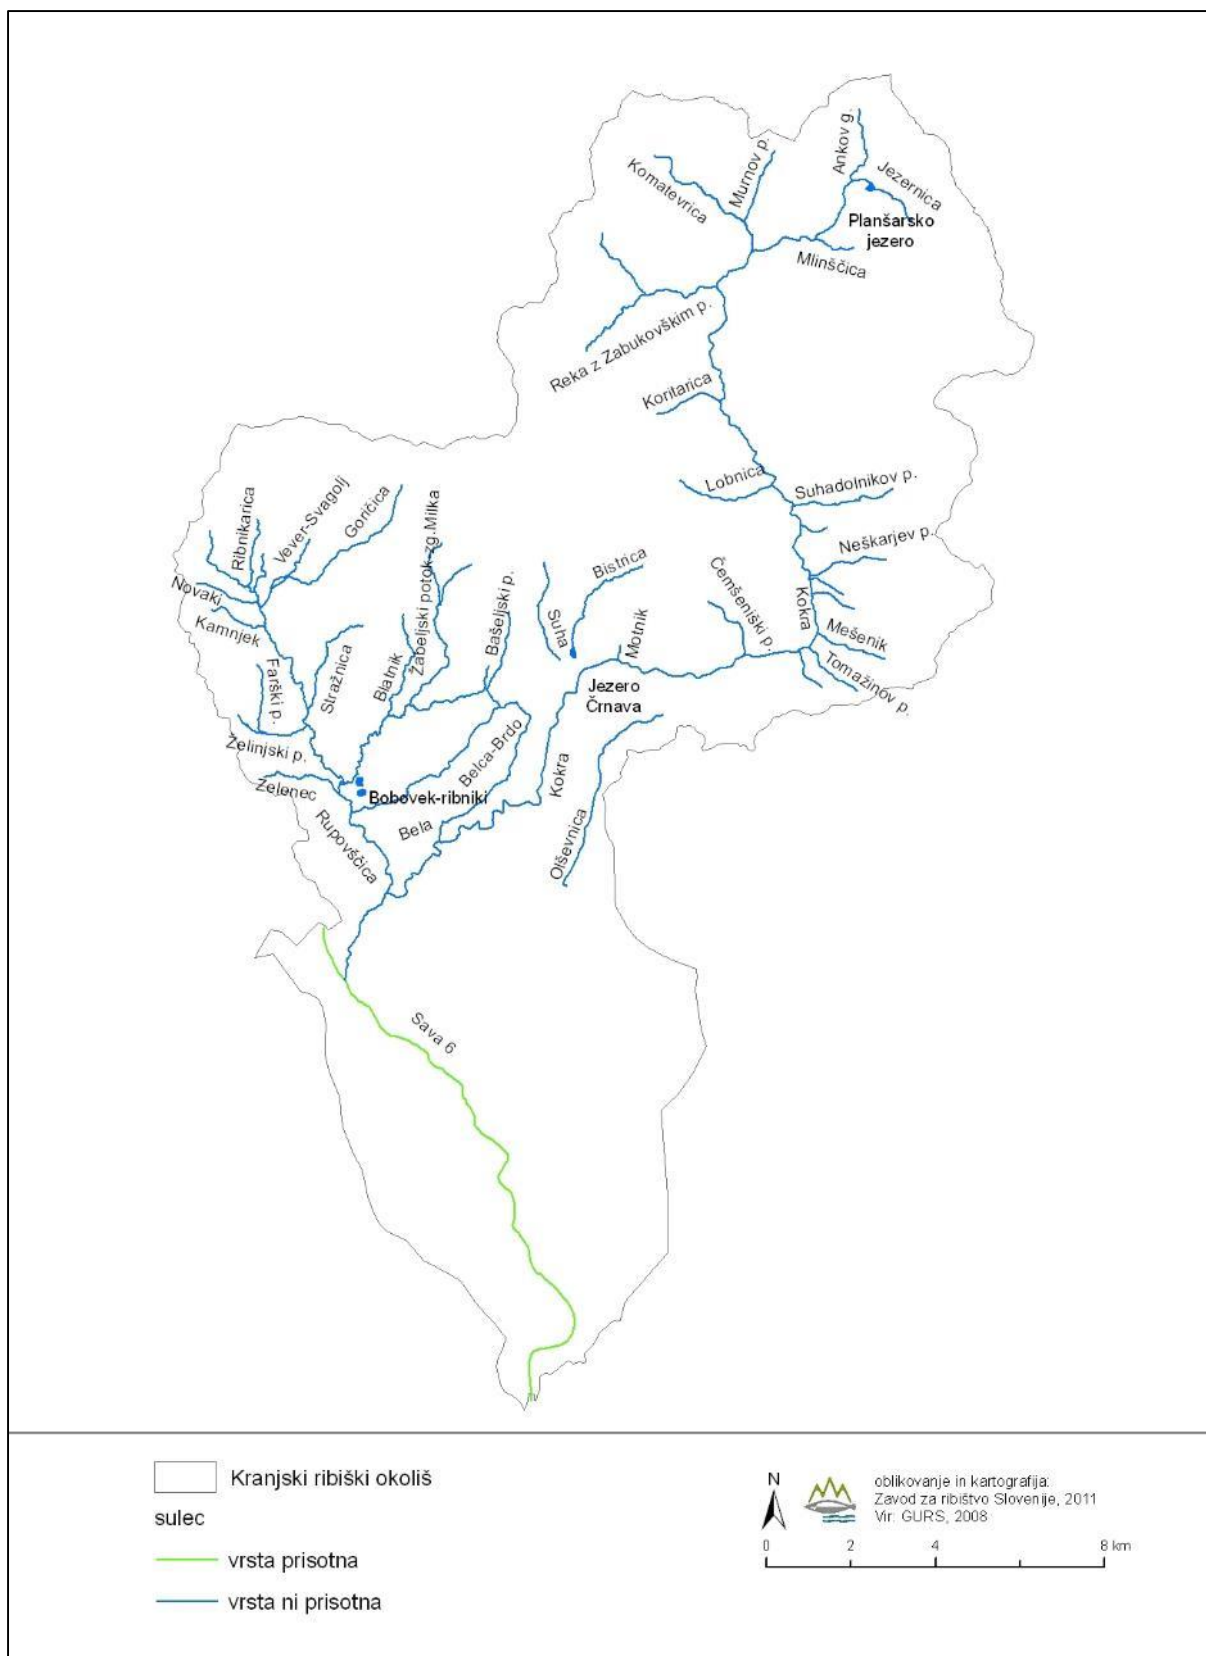 Ankov g.
Murnov p.
Jezernica
Komatevrica
Planšarsko
jezero
Mlinščica
Reka z Zabukovškim p.
Koritarica
Lobnica
Suhadolnikov p.
Ribnikarica
Vever-Svagolj
Goričica
Žabeljski potok-zg.Milka
Neškarjev p.
Bistrica
Čemšeniški p.
Novaki
Bašeljski p.
Suha
Kokra
Kamnjek
Motnik
Mešenik
Blatnik
Stražnica
Farški p.
Tomažinov p.
Jezero
Črnava
Želinjski p.
Belca-Brdo
Kokra
Zelenec
Bobovek-ribniki
Bela
Rupovščica
Olševnica
Sava 6
Kranjski ribiški okoliš
sulec
vrsta prisotna
vrsta ni prisotna
N
oblikovanje in kartografija:
Zavod za ribištvo Slovenije, 2011
Vir: GURS, 2008
0 2 4 8 km